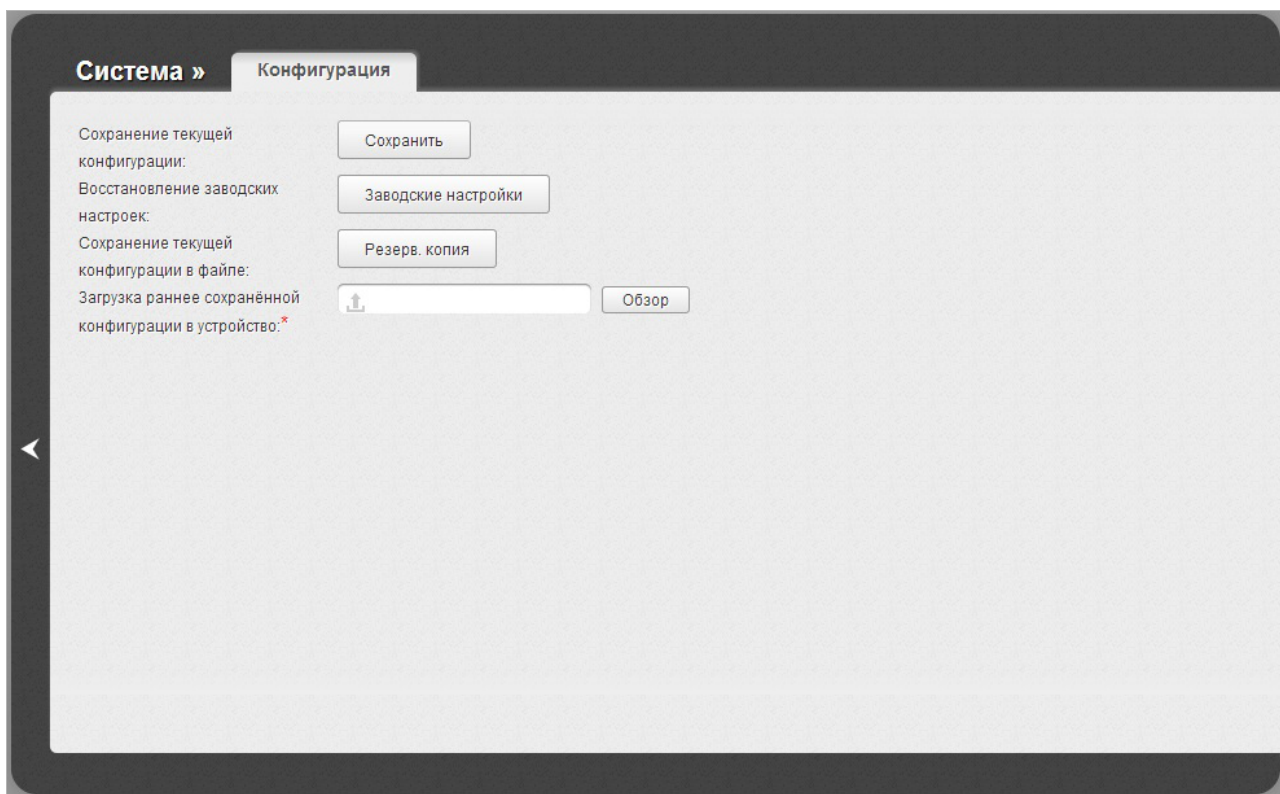 Система »
Конфигурация
Сохранение текущей
конфигурации:
Сохранить
Восстановление заводских
настроек:
Заводские настройки
Сохранение текущей
конфигурации в файле:
Резерв. копия
Загрузка раннее сохранённой
конфигурации в устройство:*
Обзор